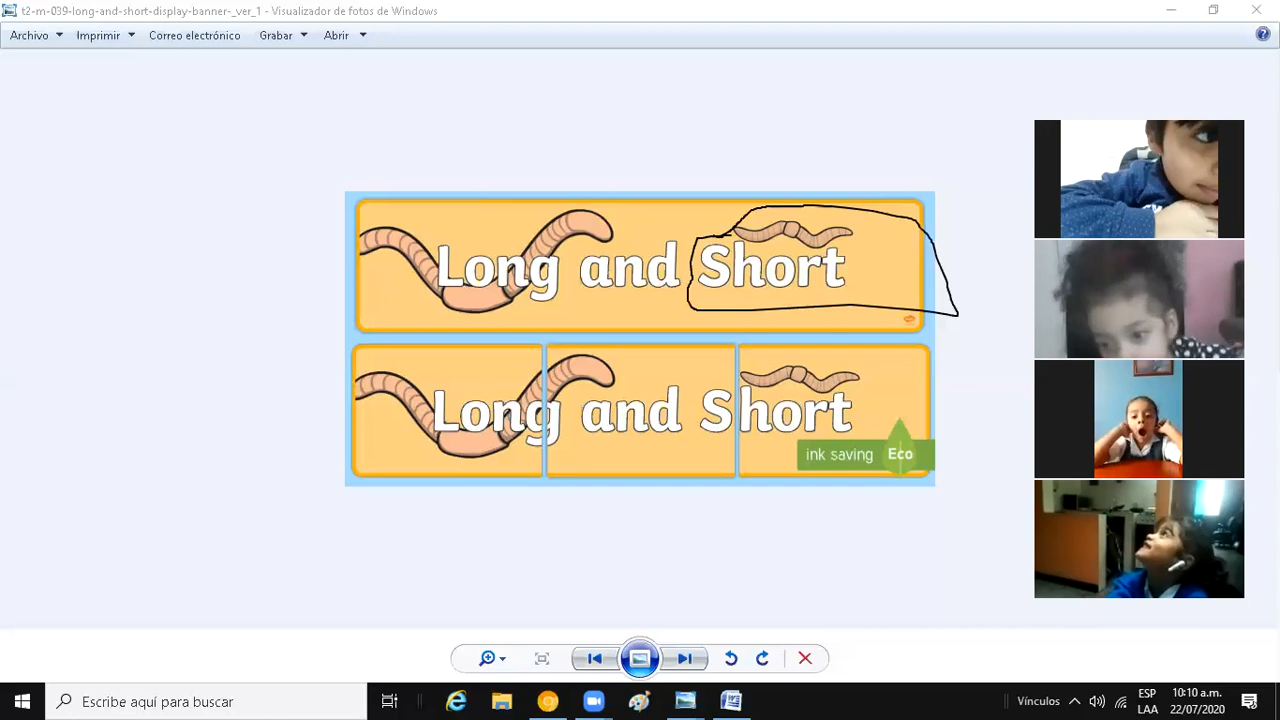 t2-m-039-long-and-short-display-banner-_ver_1 - Visualizador de fotos de Windows
Archivo Imprimir Correo electrónico Grabar Abrir
Long and Short
Long and Short
ink saving Eco
Escribe aquí para buscar
Vínculos
ESP
LAA
10:10 a.m.
22/07/2020